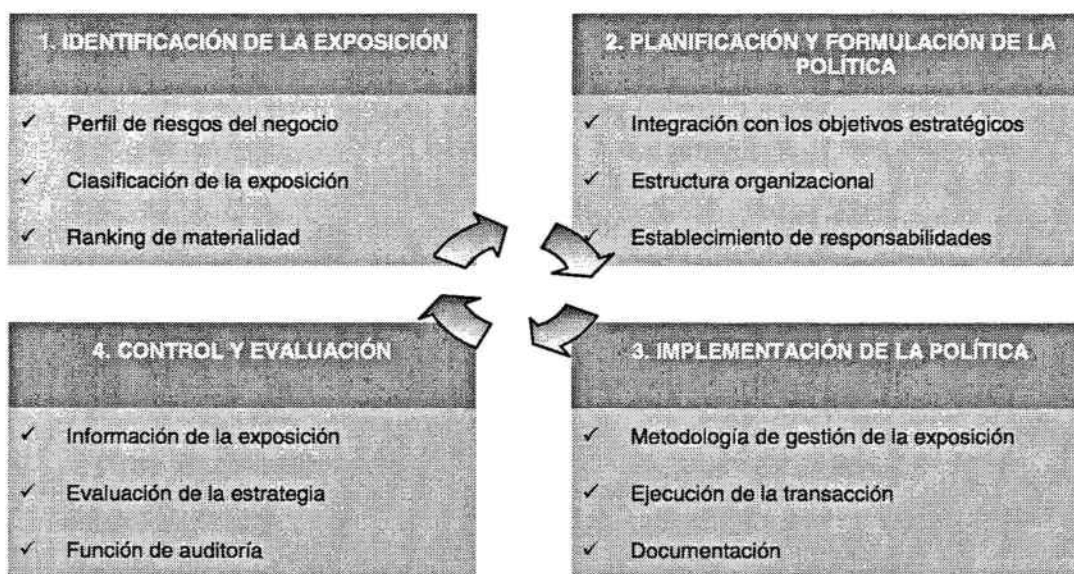 1. IDENTIFICACIÓN DE LA EXPOSICIÓN
✓ Perfil de riesgos del negocio
✓ Clasificación de la exposición
✓ Ranking de materialidad
2. PLANIFICACIÓN Y FORMULACIÓN DE LA
POLÍTICA
✓ Integración con los objetivos estratégicos
✓ Estructura organizacional
✓ Establecimiento de responsabilidades
3. IMPLEMENTACIÓN DE LA POLÍTICA
✓ Metodología de gestión de la exposición
✓ Ejecución de la transacción
✓ Documentación
4. CONTROL Y EVALUACIÓN
✓ Información de la exposición
✓ Evaluación de la estrategia
✓ Función de auditoría